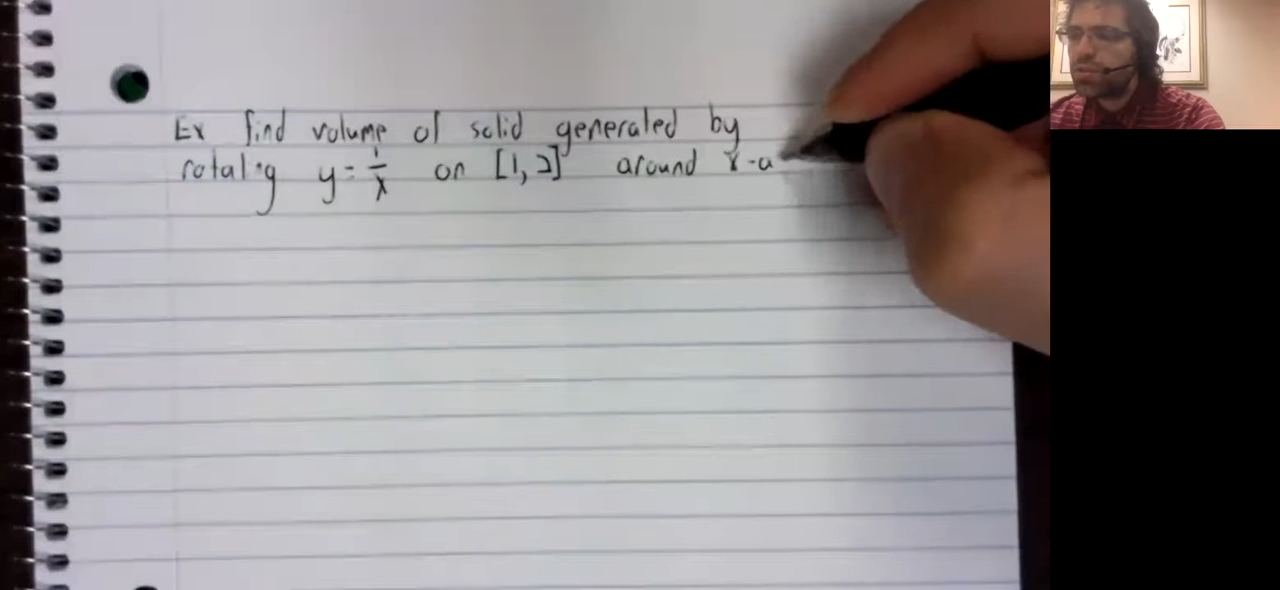 Ex find volume of solid generated by
rotating y = 1/x on [1, 2] around x-a